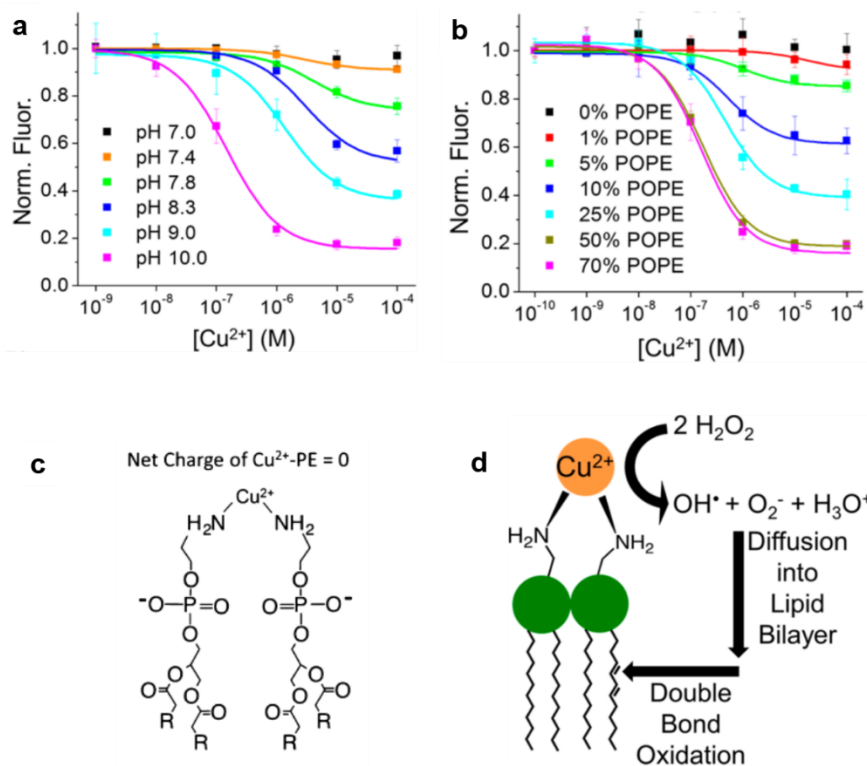 a
1.0
0.8
0.6
0.4
0.2
0.0
Norm. Fluor.
pH 7.0
pH 7.4
pH 7.8
pH 8.3
pH 9.0
pH 10.0
10⁻⁹ 10⁻⁸ 10⁻⁷ 10⁻⁶ 10⁻⁵ 10⁻⁴
[Cu²⁺] (M)
b
1.0
0.8
0.6
0.4
0.2
0.0
Norm. Fluor.
0% POPE
1% POPE
5% POPE
10% POPE
25% POPE
50% POPE
70% POPE
10⁻¹⁰ 10⁻⁹ 10⁻⁸ 10⁻⁷ 10⁻⁶ 10⁻⁵ 10⁻⁴
[Cu²⁺] (M)
c
Net Charge of Cu²⁺-PE = 0
Cu²⁺
H₂N NH₂
O O
⁻O P O O P O⁻
O O
O O O O
O O O O
R R R R
d
Cu²⁺
2 H₂O₂
OH• + O₂⁻ + H₃O⁺
H₂N
NH₂
Diffusion
into
Lipid
Bilayer
Double
Bond
Oxidation